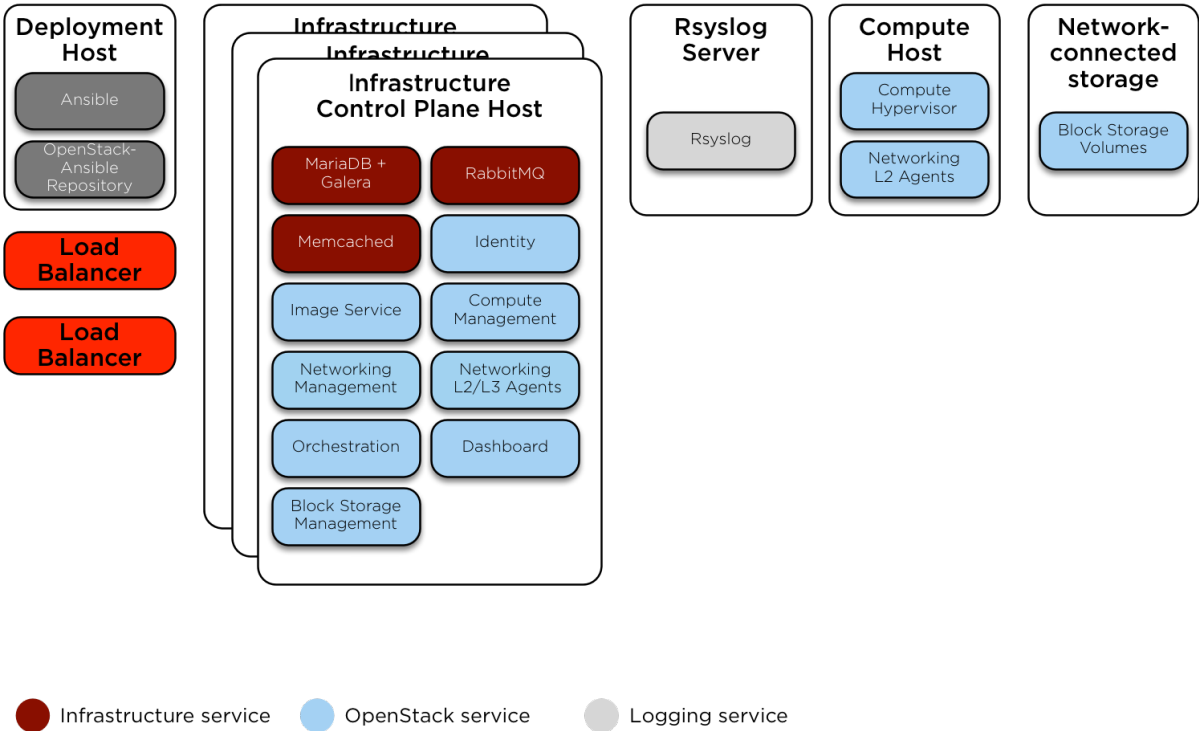 Deployment
Host
Ansible
OpenStack-
Ansible
Repository
Load
Balancer
Load
Balancer
Infrastructure
Infrastructure
Infrastructure
Control Plane Host
MariaDB +
Galera
RabbitMQ
Memcached
Identity
Image Service
Compute
Management
Networking
Management
Networking
L2/L3 Agents
Orchestration
Dashboard
Block Storage
Management
Rsyslog
Server
Rsyslog
Compute
Host
Compute
Hypervisor
Networking
L2 Agents
Network-
connected
storage
Block Storage
Volumes
Infrastructure service
OpenStack service
Logging service